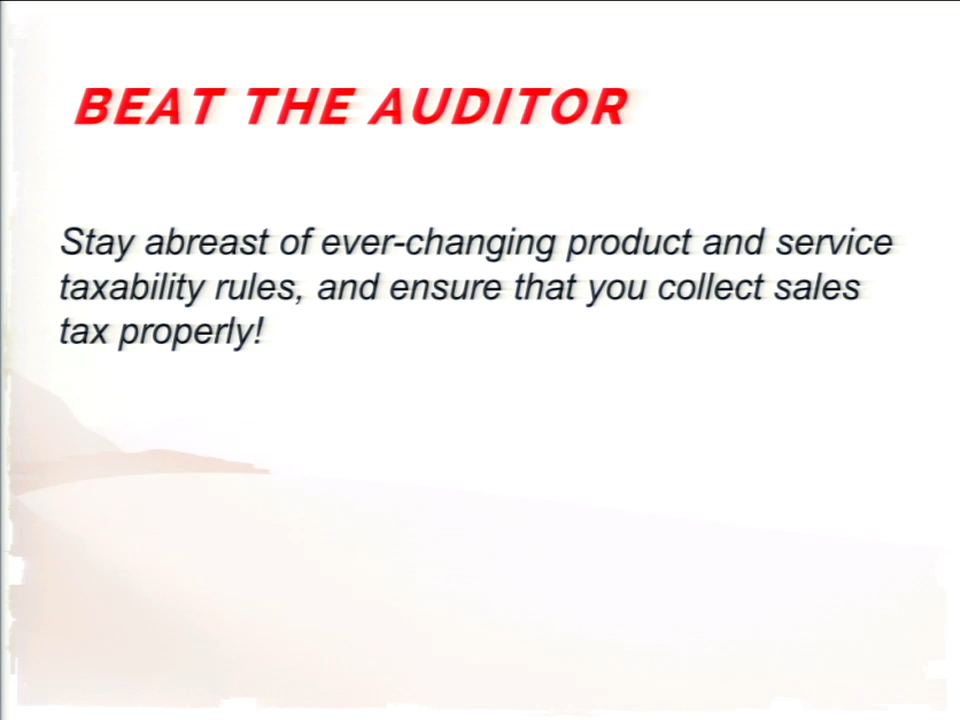 BEAT THE AUDITOR
Stay abreast of ever-changing product and service
taxability rules, and ensure that you collect sales
tax properly!